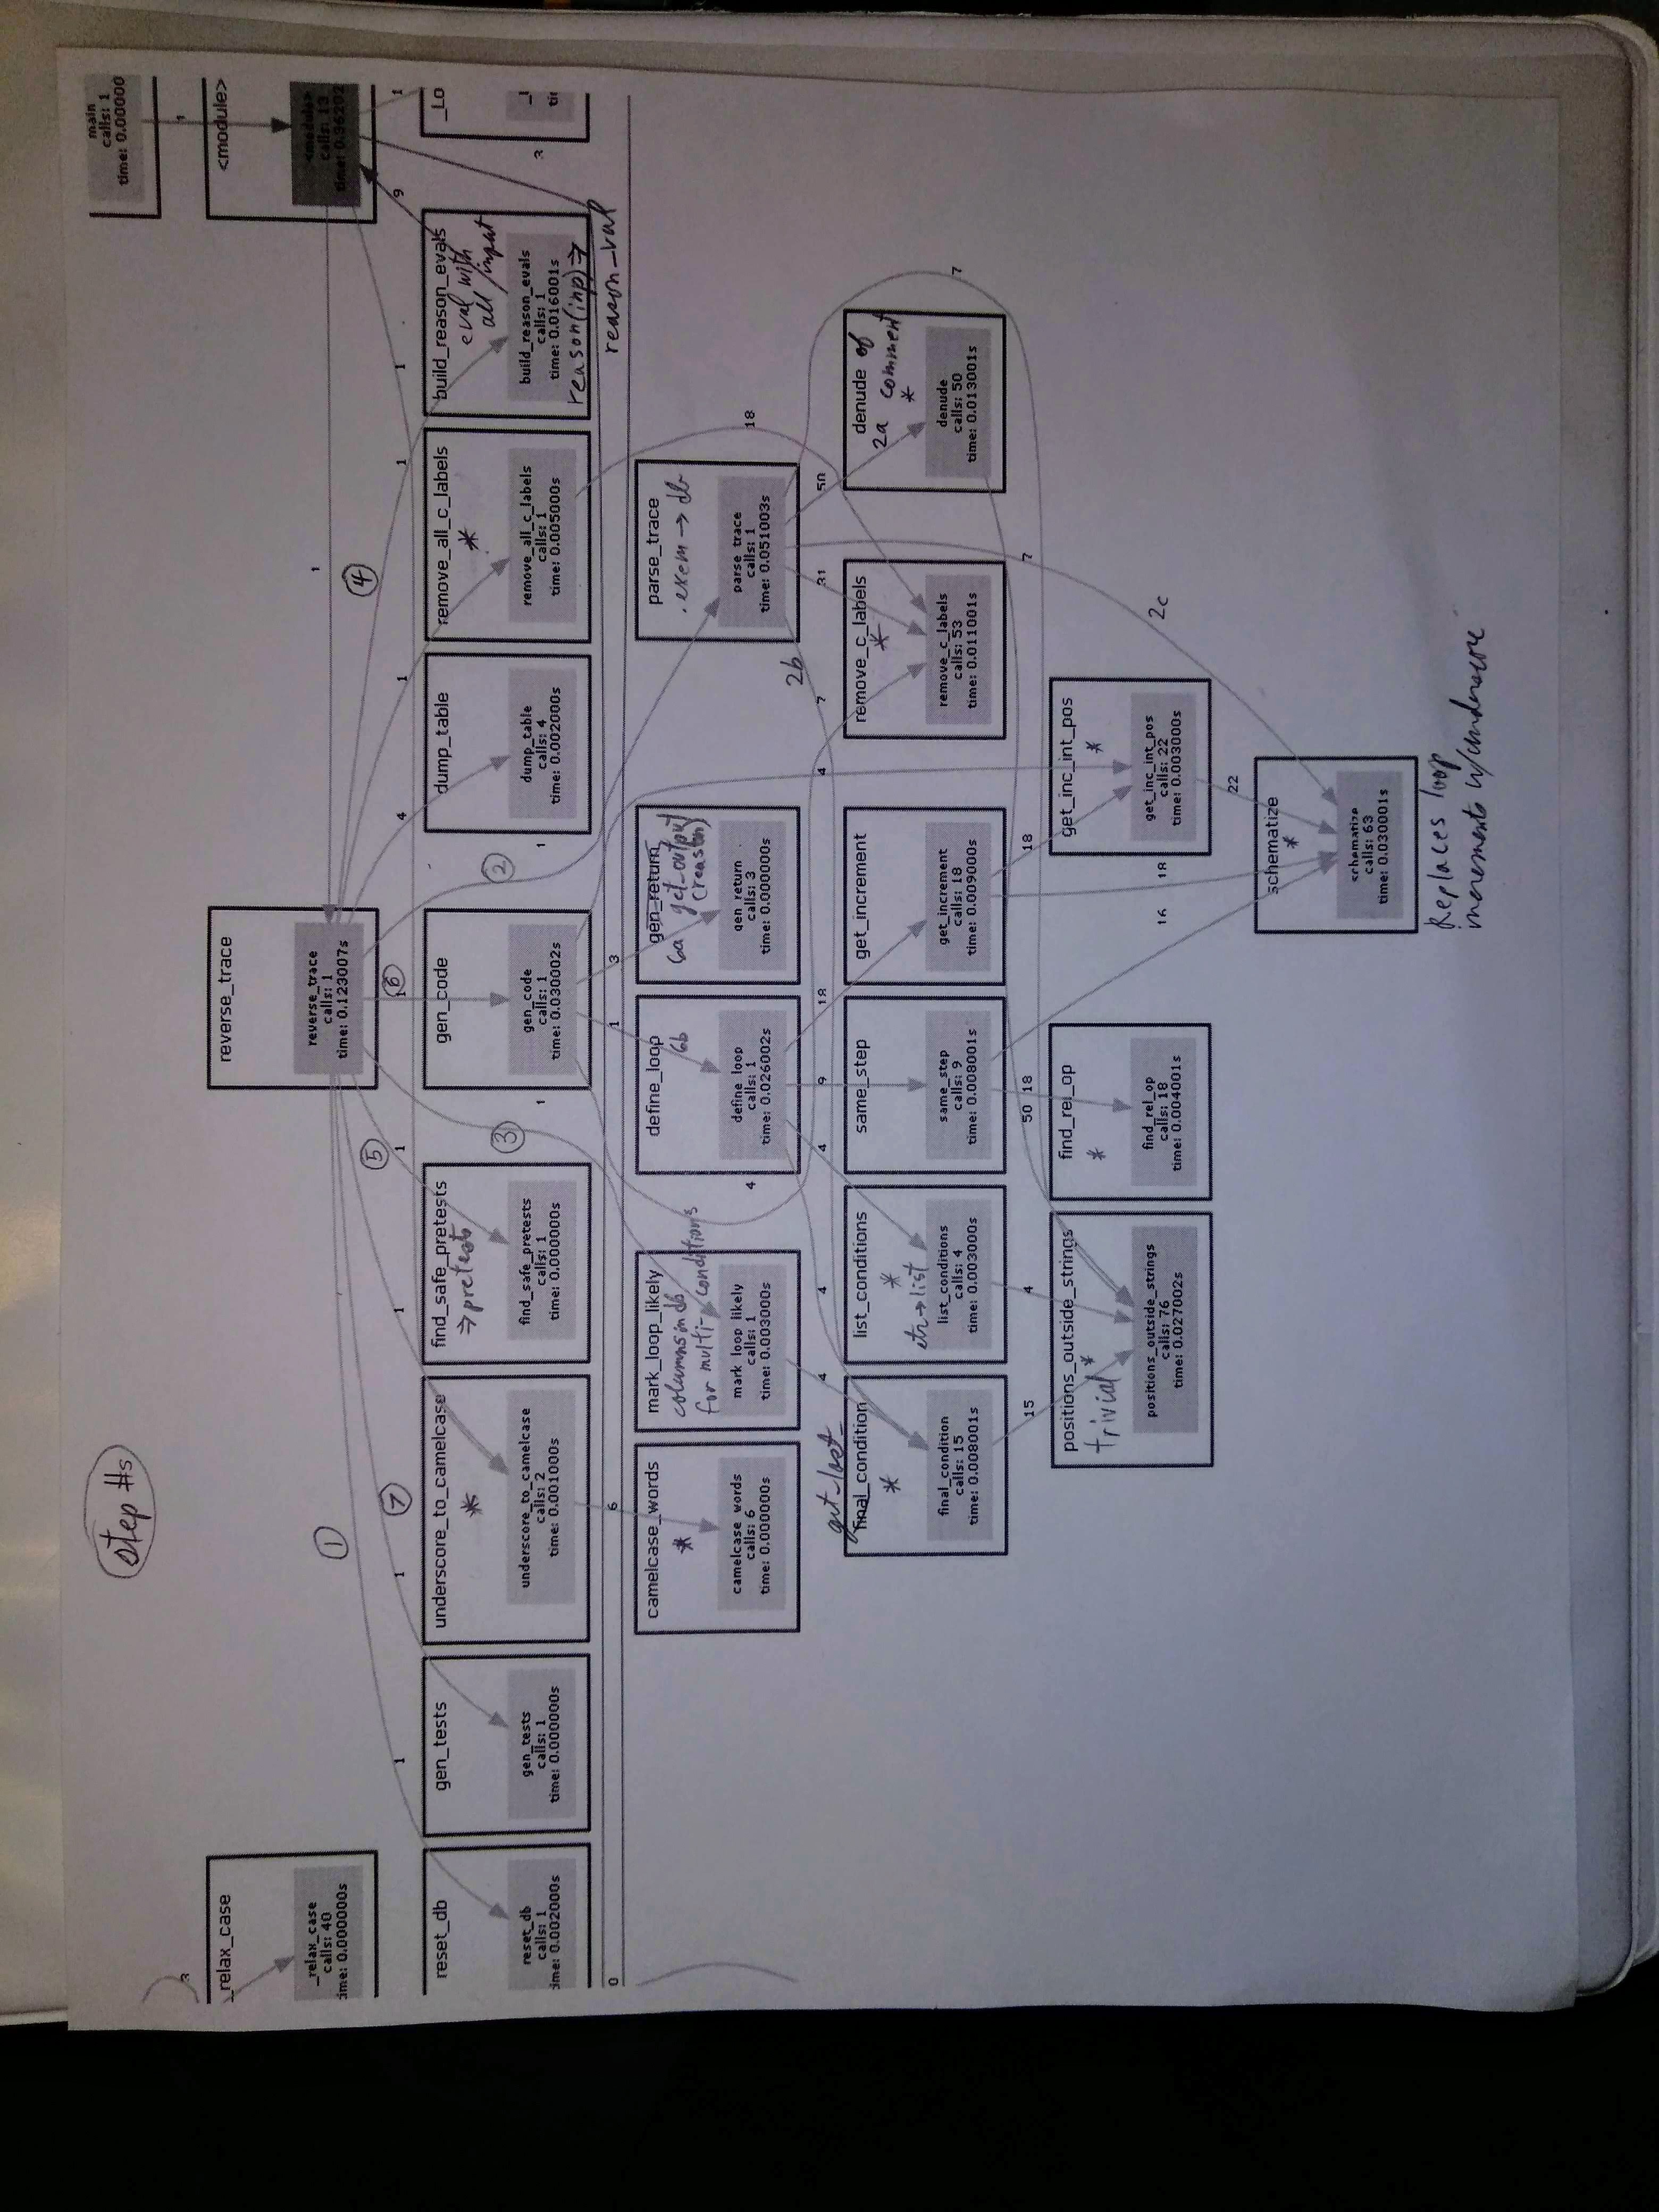 step #s
main
calls: 1
time: 0.00000
1
<module>
<module>
calls: 13
time: 0.36202
1
9
1
_Lo
3
3
_relax_case
_relax_case
calls: 40
time: 0.000000s
reverse_trace
reverse_trace
calls: 1
time: 0.123007s
1
2
3
4
5
6
7
1
1
1
1
1
1
4
1
1
1
1
1
reset_db
reset_db
calls: 1
time: 0.002000s
gen_tests
gen_tests
calls: 1
time: 0.000000s
underscore_to_camelcase
*
underscore_to_camelcase
calls: 2
time: 0.001000s
find_safe_pretests
⇒pretests
find_safe_pretests
calls: 1
time: 0.000000s
gen_code
gen_code
calls: 1
time: 0.030002s
dump_table
dump_table
calls: 4
time: 0.002000s
remove_all_c_labels
*
remove_all_c_labels
calls: 1
time: 0.005000s
build_reason_evals
eval with
all /input
build_reason_evals
calls: 1
time: 0.016001s
reason(inp)⇒
reason_val
0
6
1
3
18
camelcase_words
*
camelcase_words
calls: 6
time: 0.000000s
mark_loop_likely
columns in db
for multi-conditions
mark_loop_likely
calls: 1
time: 0.003000s
4
define_loop
6b
define_loop
calls: 1
time: 0.026002s
gen_return
6a get_output
(reason)
gen_return
calls: 3
time: 0.000000s
parse_trace
.exem→db
parse_trace
calls: 1
time: 0.051003s
4
4
4
9
18
4
7
2b
31
50
7
get_last_
final_condition
*
final_condition
calls: 15
time: 0.008001s
list_conditions
*
str→list
list_conditions
calls: 4
time: 0.003000s
same_step
same_step
calls: 9
time: 0.008001s
get_increment
get_increment
calls: 18
time: 0.009000s
remove_c_labels
*
remove_c_labels
calls: 53
time: 0.011001s
denude of
2a comment
*
denude
calls: 50
time: 0.013001s
15
4
50
18
18
7
positions_outside_strings
trivial *
positions_outside_strings
calls: 76
time: 0.027002s
find_rel_op
*
find_rel_op
calls: 18
time: 0.004001s
get_inc_int_pos
*
get_inc_int_pos
calls: 22
time: 0.003000s
2c
16
18
22
schematize
*
schematize
calls: 63
time: 0.030001s
Replaces loop
increments w/underscore